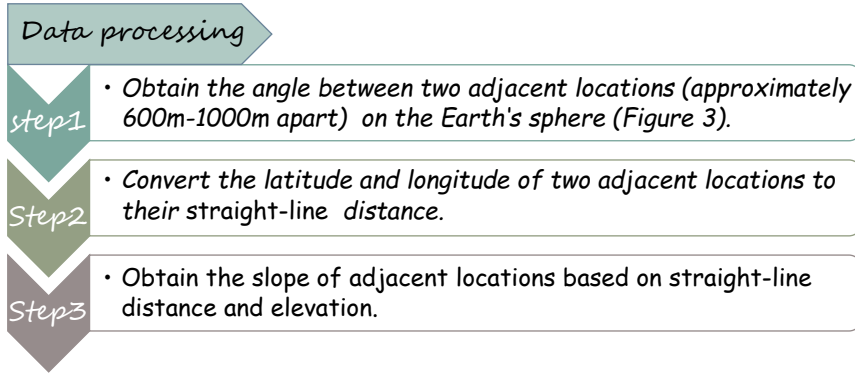 Data processing
step1
• Obtain the angle between two adjacent locations (approximately
600m-1000m apart) on the Earth's sphere (Figure 3).
Step2
• Convert the latitude and longitude of two adjacent locations to
their straight-line distance.
Step3
• Obtain the slope of adjacent locations based on straight-line
distance and elevation.